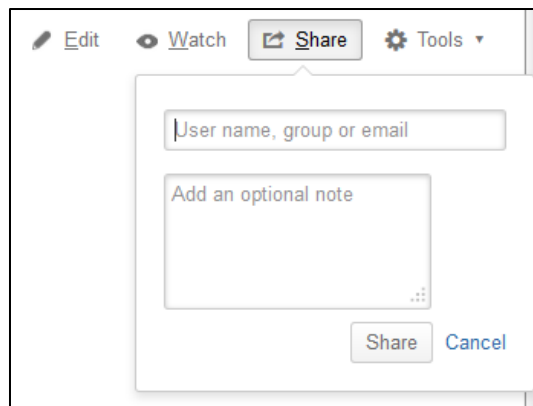 Edit Watch Share Tools
User name, group or email
Add an optional note
Share Cancel